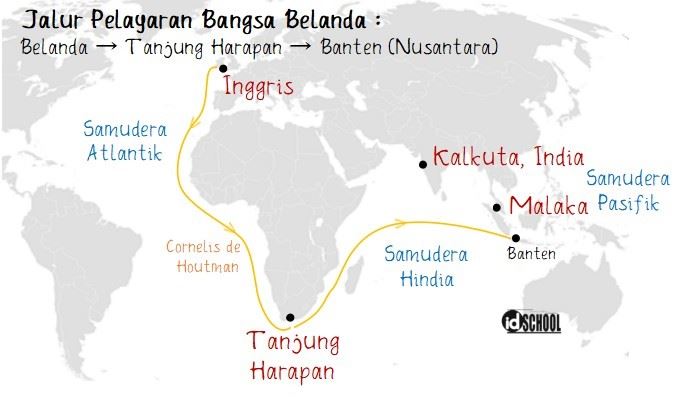 Jalur Pelayaran Bangsa Belanda :
Belanda → Tanjung Harapan → Banten (Nusantara)
Inggris
Samudera
Atlantik
Kalkuta, India
Samudera
Pasifik
Malaka
Cornelis de
Houtman
Samudera
Hindia
Banten
idSCHOOL
Tanjung
Harapan